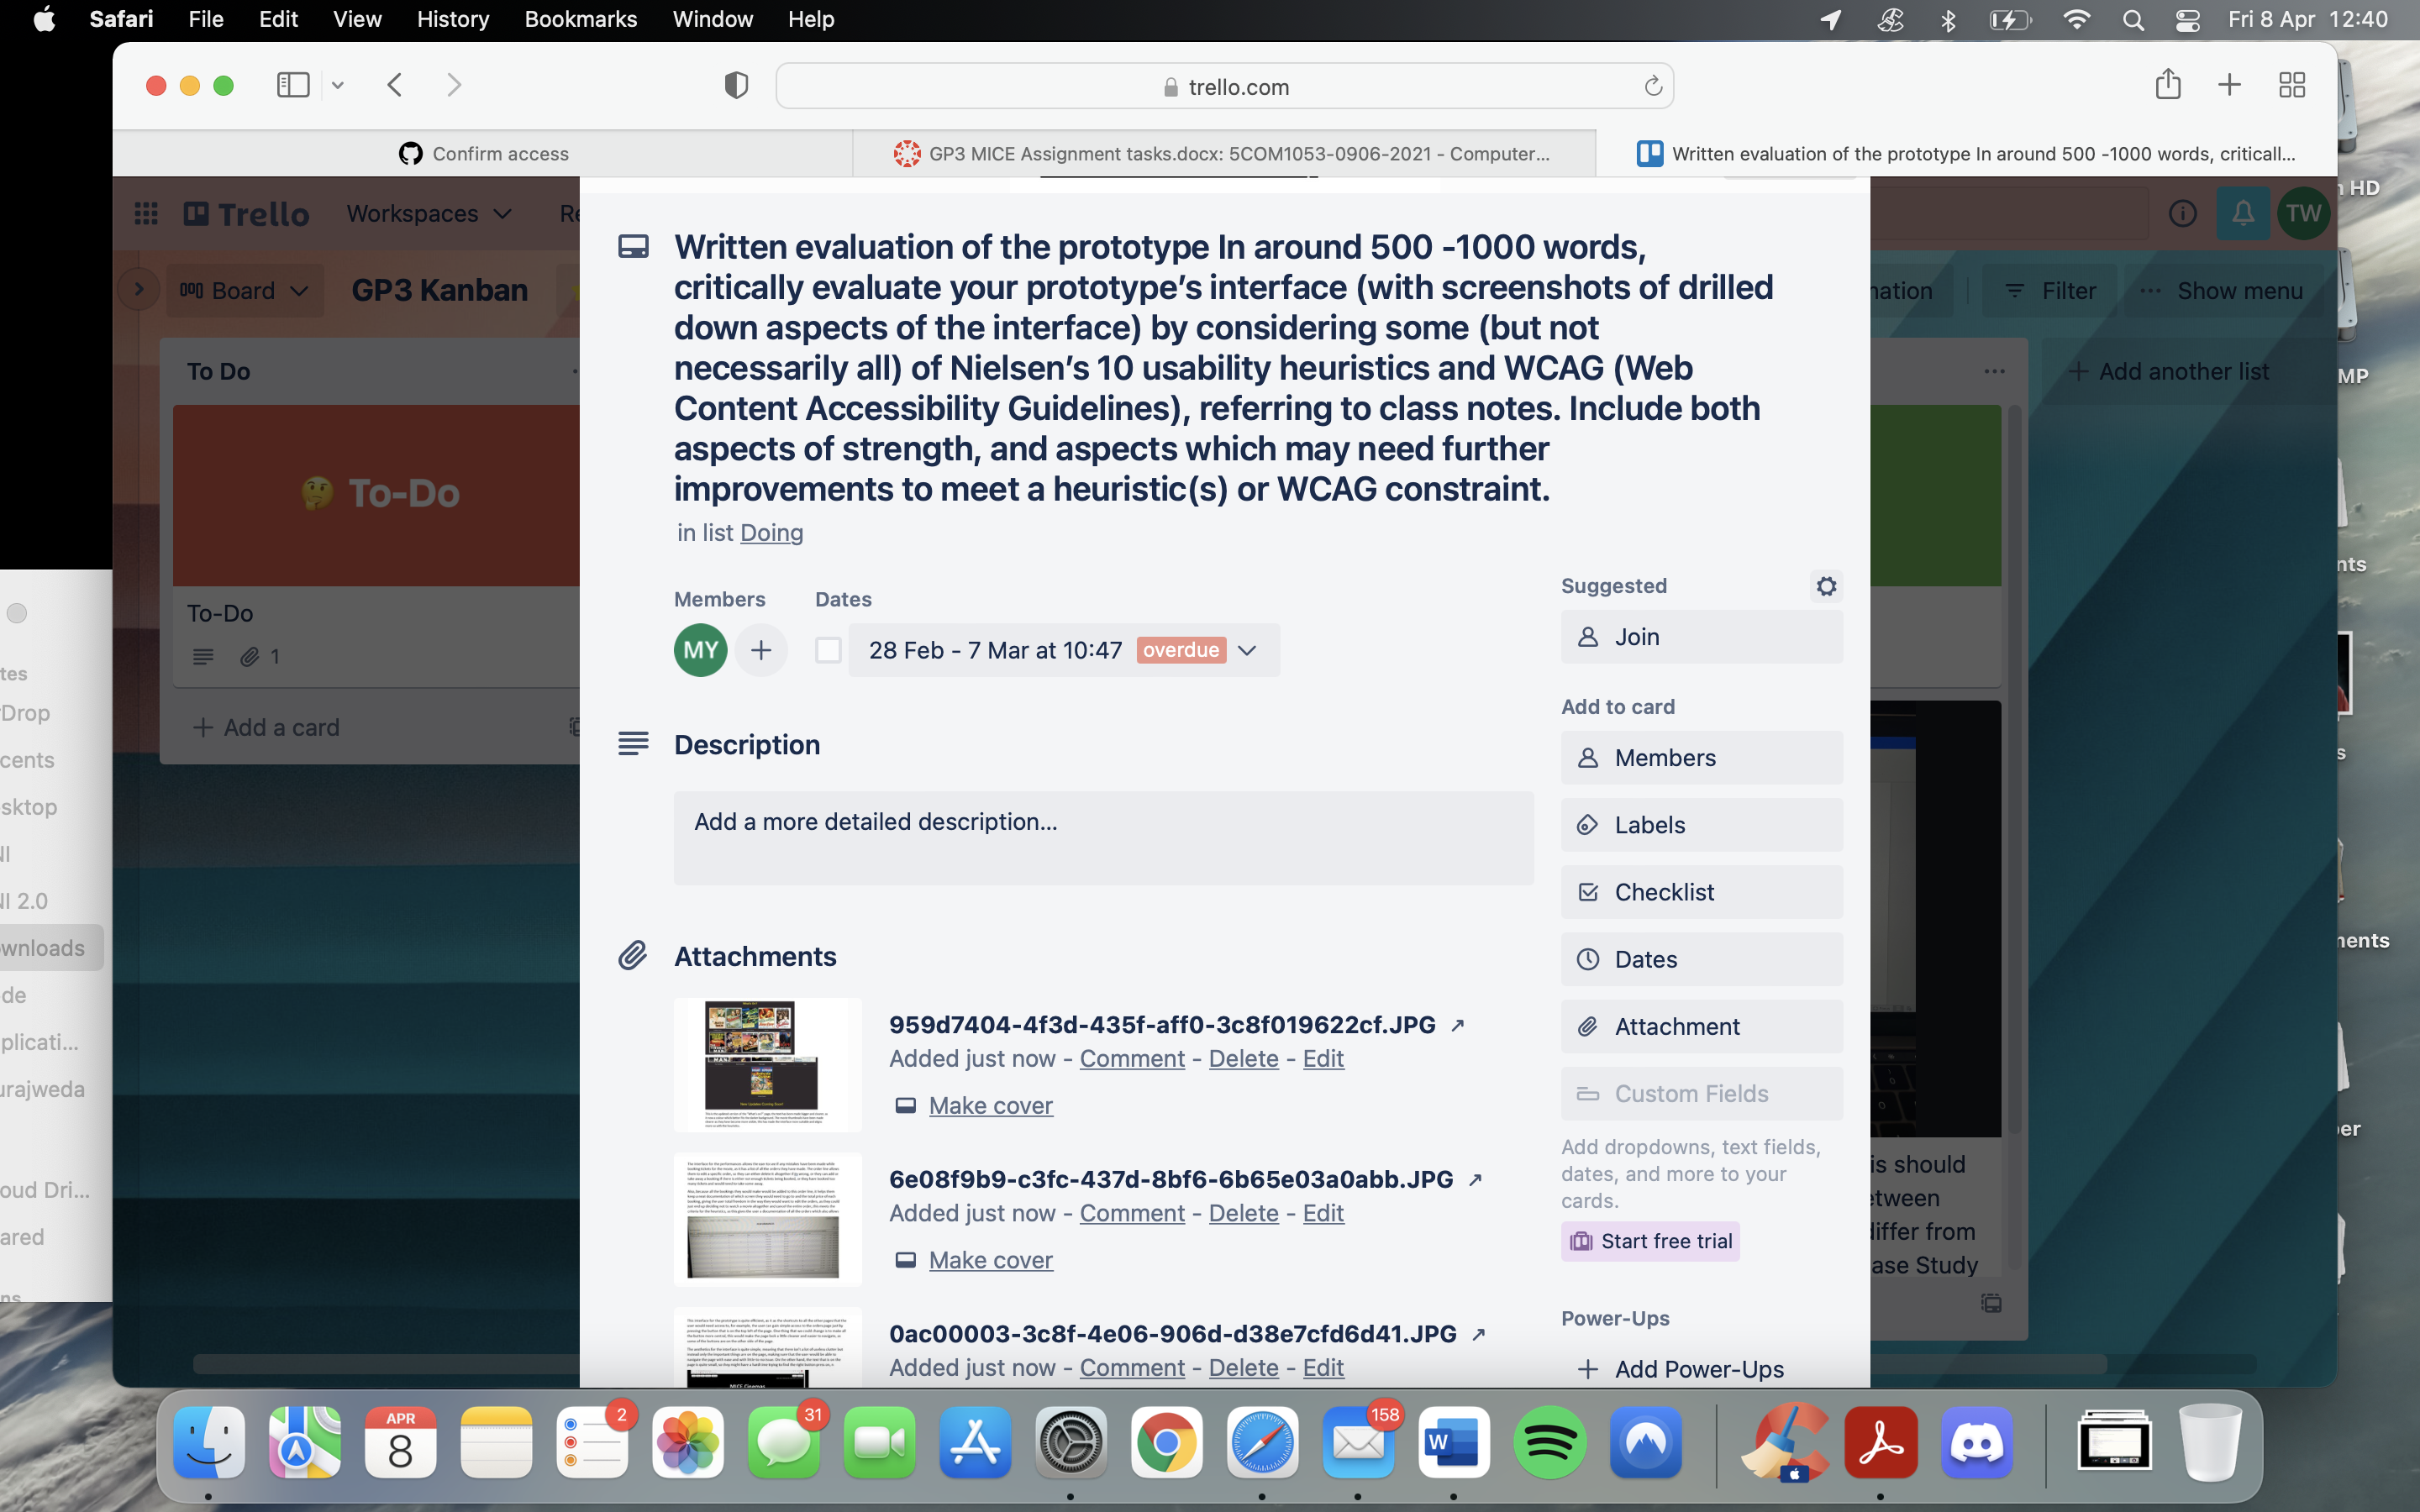 Safari File Edit View History Bookmarks Window Help
Fri 8 Apr 12:40
trello.com
Confirm access
GP3 MICE Assignment tasks.docx: 5COM1053-0906-2021 - Computer...
Written evaluation of the prototype In around 500 -1000 words, criticall...
Trello
Workspaces
Re
TW
Board
GP3 Kanban
nation
Filter
Show menu
To Do
Add another list
🤔 To-Do
To-Do
1
Add a card
Written evaluation of the prototype In around 500 -1000 words,
critically evaluate your prototype's interface (with screenshots of drilled
down aspects of the interface) by considering some (but not
necessarily all) of Nielsen's 10 usability heuristics and WCAG (Web
Content Accessibility Guidelines), referring to class notes. Include both
aspects of strength, and aspects which may need further
improvements to meet a heuristic(s) or WCAG constraint.
in list Doing
Members
Dates
MY
28 Feb - 7 Mar at 10:47 overdue
Description
Add a more detailed description...
Attachments
959d7404-4f3d-435f-aff0-3c8f019622cf.JPG
Added just now - Comment - Delete - Edit
Make cover
6e08f9b9-c3fc-437d-8bf6-6b65e03a0abb.JPG
Added just now - Comment - Delete - Edit
Make cover
0ac00003-3c8f-4e06-906d-d38e7cfd6d41.JPG
Added just now - Comment - Delete - Edit
Suggested
Join
Add to card
Members
Labels
Checklist
Dates
Attachment
Custom Fields
Add dropdowns, text fields,
dates, and more to your
cards.
Start free trial
Power-Ups
Add Power-Ups
is should
etween
differ from
ase Study
tes
Drop
cents
sktop
NI 2.0
wnloads
de
plicati...
urajweda
oud Dri...
ared
ns
HD
MP
nts
s
ments
er
APR
8
2
31
158
W